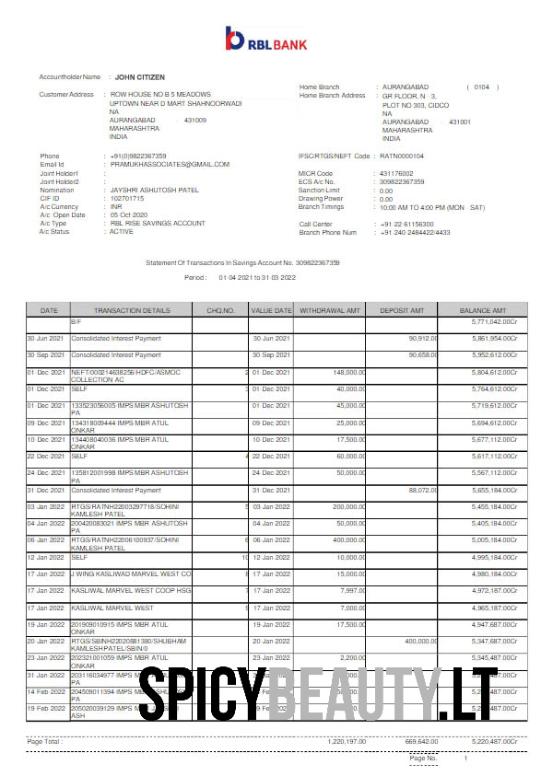 RBLBANK
Accountholder Name : JOHN CITIZEN
Customer Address : ROW HOUSE NO B 5 MEADOWS
UPTOWN NEAR D MART SHAHNOORWADI
NA
AURANGABAD - 431009
MAHARASHTRA
INDIA
Home Branch : AURANGABAD ( 0104 )
Home Branch Address : GR FLOOR, N 3,
PLOT NO 303, CIDCO
NA
AURANGABAD - 431001
MAHARASHTRA
INDIA
Phone : +91(0)9822367359
Email Id : PRAMUKHASSOCIATES@GMAIL.COM
Joint Holder1 :
Joint Holder2 :
Nomination : JAYSHRI ASHUTOSH PATEL
CIF ID : 102701715
A/c Currency : INR
A/c Open Date : 05 Oct 2020
A/c Type : RBL RISE SAVINGS ACCOUNT
A/c Status : ACTIVE
IFSC/RTGS/NEFT Code : RATN0000104
MICR Code : 431176002
ECS A/c No. : 309822367359
Sanction Limit : 0.00
Drawing Power : 0.00
Branch Timings : 10:00 AM TO 4:00 PM (MON SAT)
Call Center : +91 22 61156300
Branch Phone Num : +91 240 2484422/4433
Statement Of Transactions In Savings Account No. 309822367359
Period : 01-04-2021 to 31-03-2022
DATE TRANSACTION DETAILS CHQ.NO. VALUE DATE WITHDRAWAL AMT DEPOSIT AMT BALANCE AMT
B/F 5,771,042.00Cr
30 Jun 2021 Consolidated Interest Payment 30 Jun 2021 90,912.00 5,861,954.00Cr
30 Sep 2021 Consolidated Interest Payment 30 Sep 2021 90,658.00 5,952,612.00Cr
01 Dec 2021 NEFT/000214638256/HDFC/ASMOC 2 01 Dec 2021 148,000.00 5,804,612.00Cr
COLLECTION AC
01 Dec 2021 SELF 3 01 Dec 2021 40,000.00 5,764,612.00Cr
01 Dec 2021 133523056005 IMPS MBR ASHUTOSH 01 Dec 2021 45,000.00 5,719,612.00Cr
PA
09 Dec 2021 134318009444 IMPS MBR ATUL 09 Dec 2021 25,000.00 5,694,612.00Cr
ONKAR
10 Dec 2021 134408040036 IMPS MBR ATUL 10 Dec 2021 17,500.00 5,677,112.00Cr
ONKAR
22 Dec 2021 SELF 4 22 Dec 2021 60,000.00 5,617,112.00Cr
24 Dec 2021 135812001998 IMPS MBR ASHUTOSH 24 Dec 2021 50,000.00 5,567,112.00Cr
PA
31 Dec 2021 Consolidated Interest Payment 31 Dec 2021 88,072.00 5,655,184.00Cr
03 Jan 2022 RTGS/RATNH22003297718/SOHINI 5 03 Jan 2022 200,000.00 5,455,184.00Cr
KAMLESH PATEL
04 Jan 2022 200420083021 IMPS MBR ASHUTOSH 04 Jan 2022 50,000.00 5,405,184.00Cr
PA
06 Jan 2022 RTGS/RATNH22006100937/SOHINI 6 06 Jan 2022 400,000.00 5,005,184.00Cr
KAMLESH PATEL
12 Jan 2022 SELF 10 12 Jan 2022 10,000.00 4,995,184.00Cr
17 Jan 2022 J WING KASLIWAD MARVEL WEST CO 8 17 Jan 2022 15,000.00 4,980,184.00Cr
17 Jan 2022 KASLIWAL MARVEL WEST COOP HSG 7 17 Jan 2022 7,997.00 4,972,187.00Cr
17 Jan 2022 KASLIWAL MARVEL WEST 9 17 Jan 2022 7,000.00 4,965,187.00Cr
19 Jan 2022 201909010915 IMPS MBR ATUL 19 Jan 2022 17,500.00 4,947,687.00Cr
ONKAR
20 Jan 2022 RTGS/SBINH22020881380/SHUBHAM 20 Jan 2022 400,000.00 5,347,687.00Cr
KAMLESH PATEL/SBIN/0
23 Jan 2022 202321001059 IMPS MBR ATUL 23 Jan 2022 2,200.00 5,345,487.00Cr
ONKAR
31 Jan 2022 203116034977 IMPS
PA
14 Feb 2022 204509011394 IMPS
PA
19 Feb 2022 205020039129 IMPS
ASH
SPICYBEAUTY.LT
Page Total : 1,220,197.00 669,642.00 5,220,487.00Cr
Page No. 1